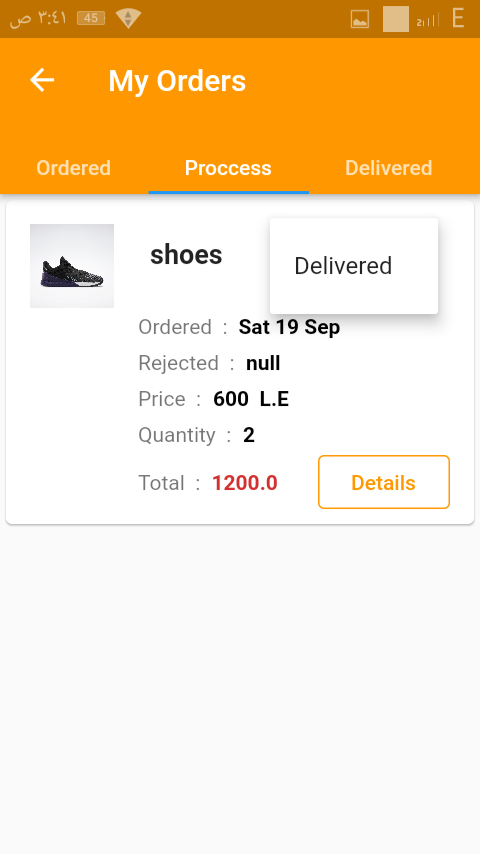 ٣:٤١ ص 45 E
My Orders
Ordered Proccess Delivered
shoes
Delivered
Ordered : Sat 19 Sep
Rejected : null
Price : 600 L.E
Quantity : 2
Total : 1200.0
Details